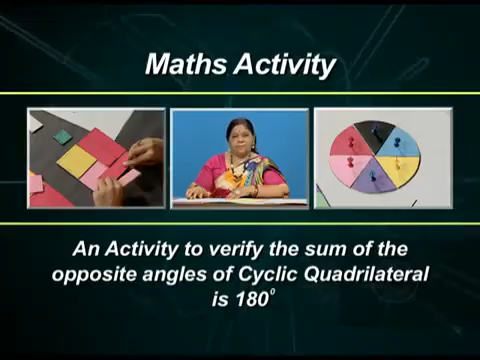 Maths Activity
An Activity to verify the sum of the
opposite angles of Cyclic Quadrilateral
is 180⁰